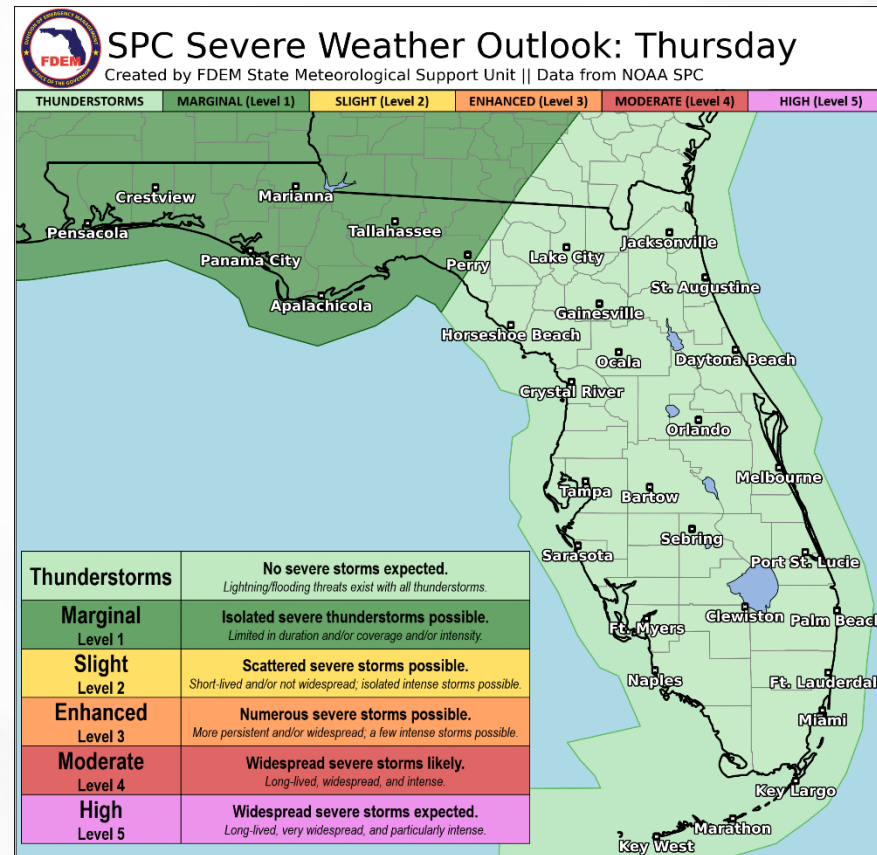 DIVISION OF EMERGENCY MANAGEMENT
FDEM
OFFICE OF THE GOVERNOR
SPC Severe Weather Outlook: Thursday
Created by FDEM State Meteorological Support Unit || Data from NOAA SPC
THUNDERSTORMS MARGINAL (Level 1) SLIGHT (Level 2) ENHANCED (Level 3) MODERATE (Level 4) HIGH (Level 5)
Crestview
Marianna
Pensacola
Tallahassee
Panama City
Perry
Lake City
Jacksonville
Apalachicola
St. Augustine
Gainesville
Horseshoe Beach
Ocala
Daytona Beach
Crystal River
Orlando
Melbourne
Tampa
Bartow
Sebring
Sarasota
Port St. Lucie
Clewiston
Palm Beach
Ft. Myers
Naples
Ft. Lauderdal
Miami
Key Largo
Marathon
Key West
Thunderstorms
No severe storms expected.
Lightning/flooding threats exist with all thunderstorms.
Marginal
Level 1
Isolated severe thunderstorms possible.
Limited in duration and/or coverage and/or intensity.
Slight
Level 2
Scattered severe storms possible.
Short-lived and/or not widespread; isolated intense storms possible.
Enhanced
Level 3
Numerous severe storms possible.
More persistent and/or widespread; a few intense storms possible.
Moderate
Level 4
Widespread severe storms likely.
Long-lived, widespread, and intense.
High
Level 5
Widespread severe storms expected.
Long-lived, very widespread, and particularly intense.